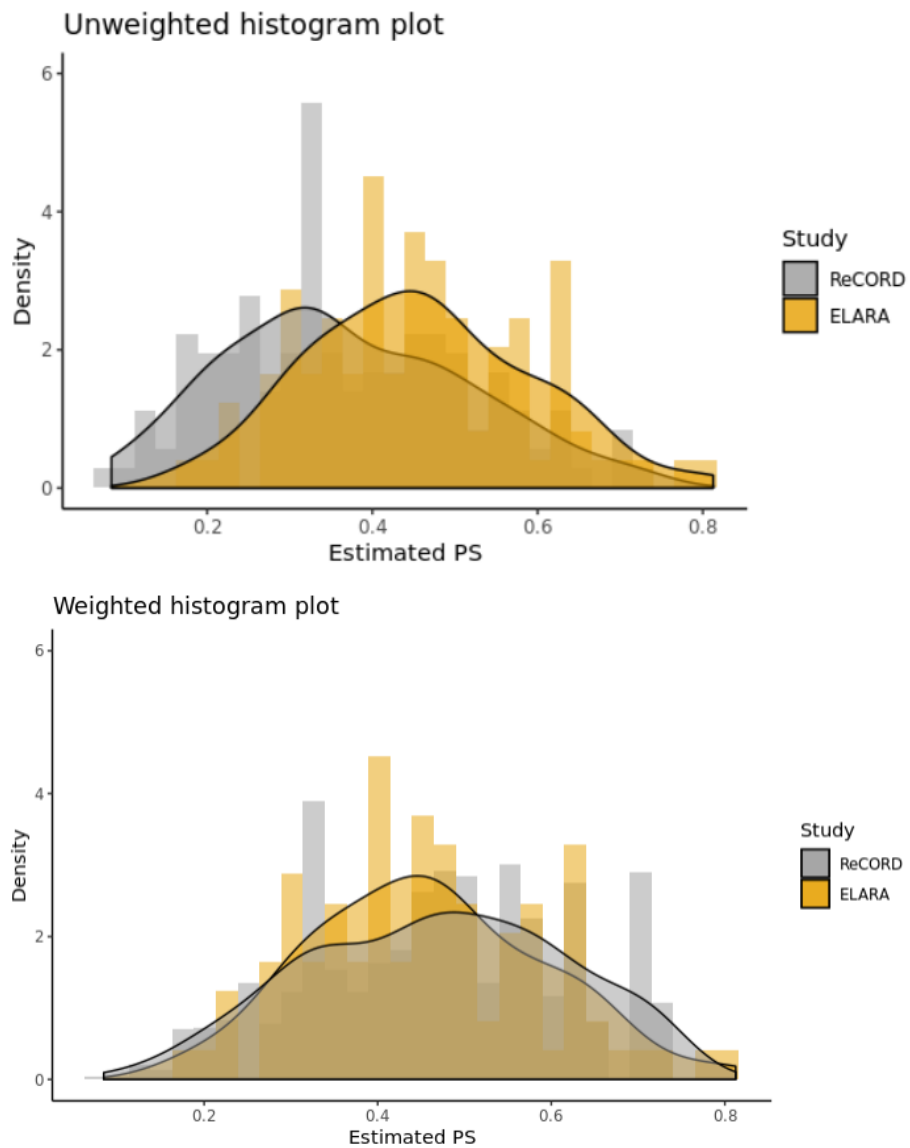 Unweighted histogram plot
6
4
2
0
Density
0.2 0.4 0.6 0.8
Estimated PS
Study
ReCORD
ELARA
Weighted histogram plot
6
4
2
0
Density
0.2 0.4 0.6 0.8
Estimated PS
Study
ReCORD
ELARA